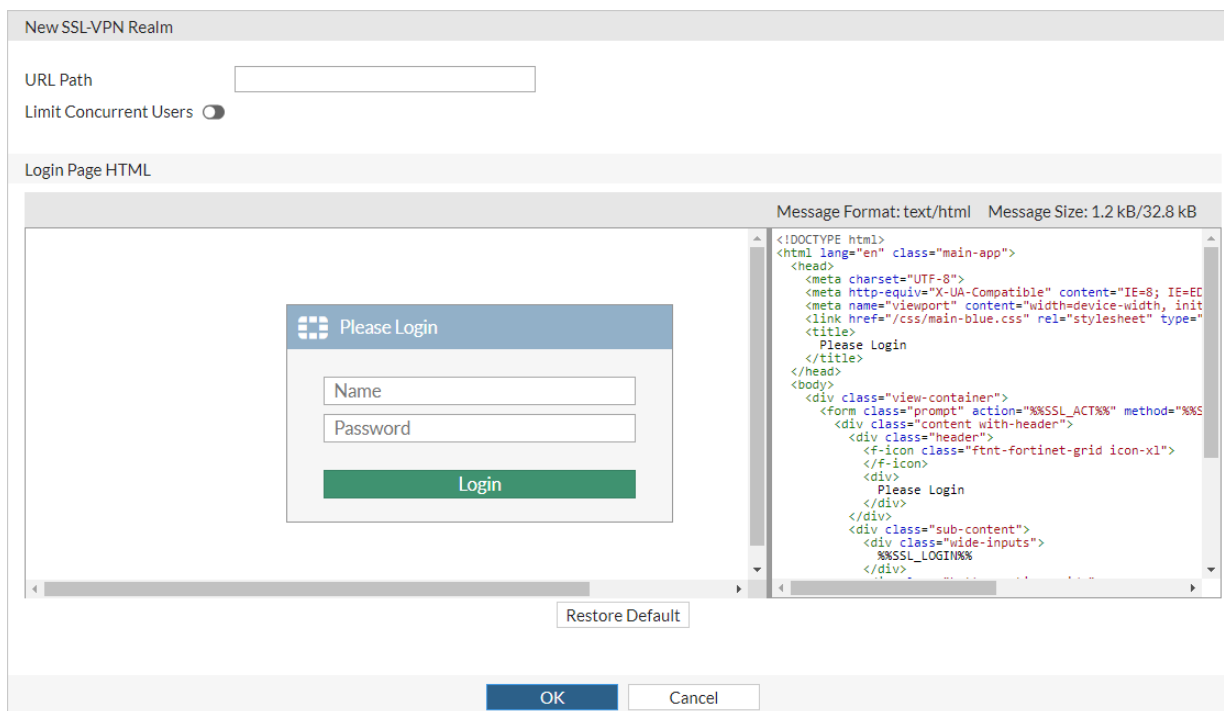 New SSL-VPN Realm
URL Path
Limit Concurrent Users
Login Page HTML
Message Format: text/html Message Size: 1.2 kB/32.8 kB
Please Login
Name
Password
Login
<!DOCTYPE html>
<html lang="en" class="main-app">
<head>
<meta charset="UTF-8">
<meta http-equiv="X-UA-Compatible" content="IE=8; IE=ED
<meta name="viewport" content="width=device-width, init
<link href="/css/main-blue.css" rel="stylesheet" type="
<title>
Please Login
</title>
</head>
<body>
<div class="view-container">
<form class="prompt" action="%%SSL_ACT%%" method="%%S
<div class="content with-header">
<div class="header">
<f-icon class="ftnt-fortinet-grid icon-xl">
</f-icon>
<div>
Please Login
</div>
</div>
<div class="sub-content">
<div class="wide-inputs">
%%SSL_LOGIN%%
</div>
Restore Default
OK Cancel